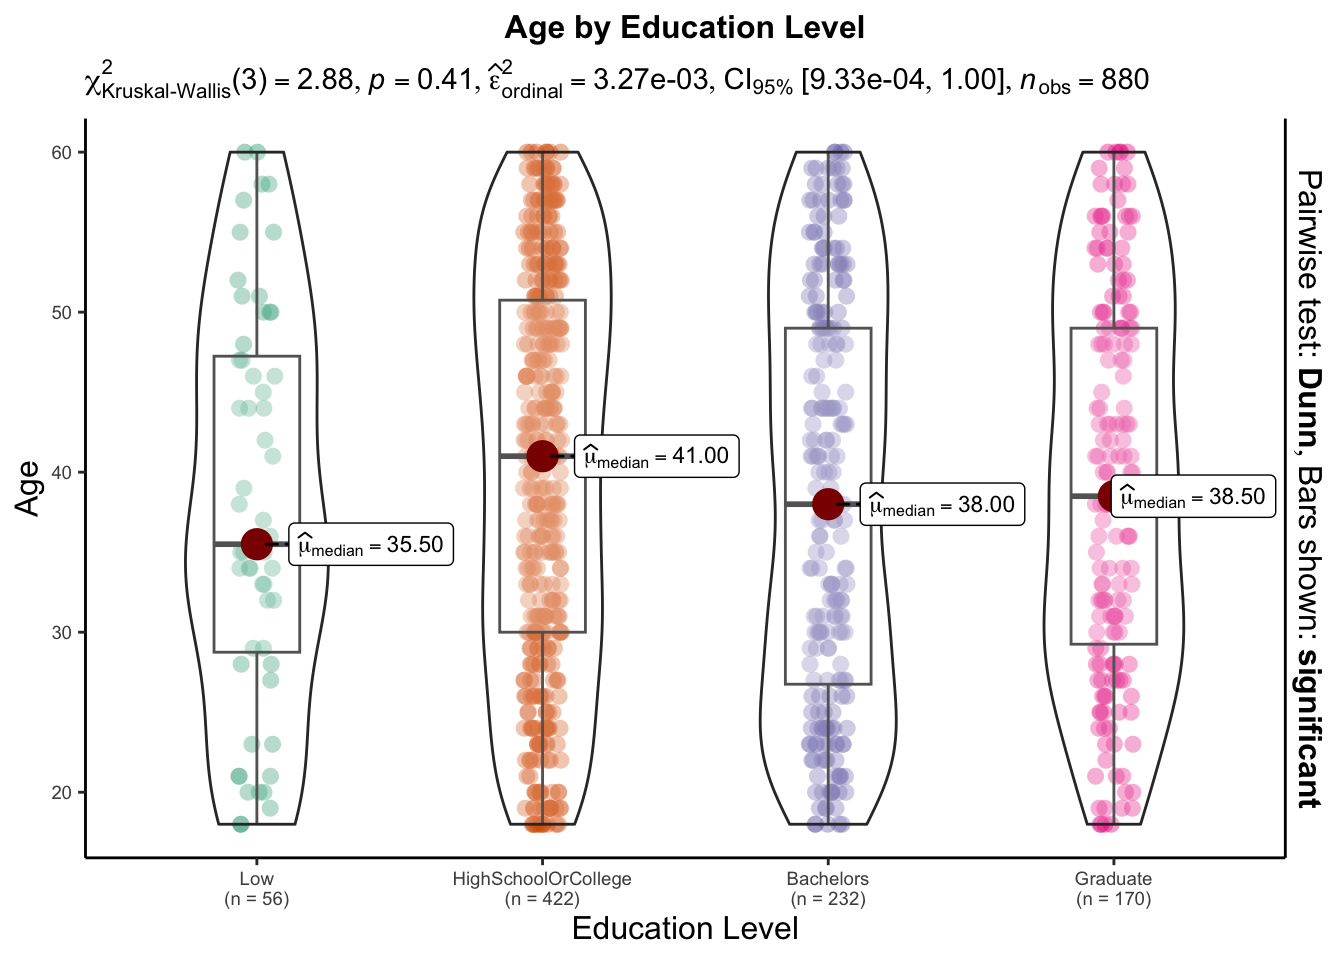 Age by Education Level
χ²Kruskal-Wallis(3) = 2.88, p = 0.41, ε̂²ordinal = 3.27e-03, CI95% [9.33e-04, 1.00], nobs = 880
Age
60
50
40
30
20
μ̂median = 35.50
μ̂median = 41.00
μ̂median = 38.00
μ̂median = 38.50
Pairwise test: Dunn, Bars shown: significant
Low
(n = 56)
HighSchoolOrCollege
(n = 422)
Bachelors
(n = 232)
Graduate
(n = 170)
Education Level